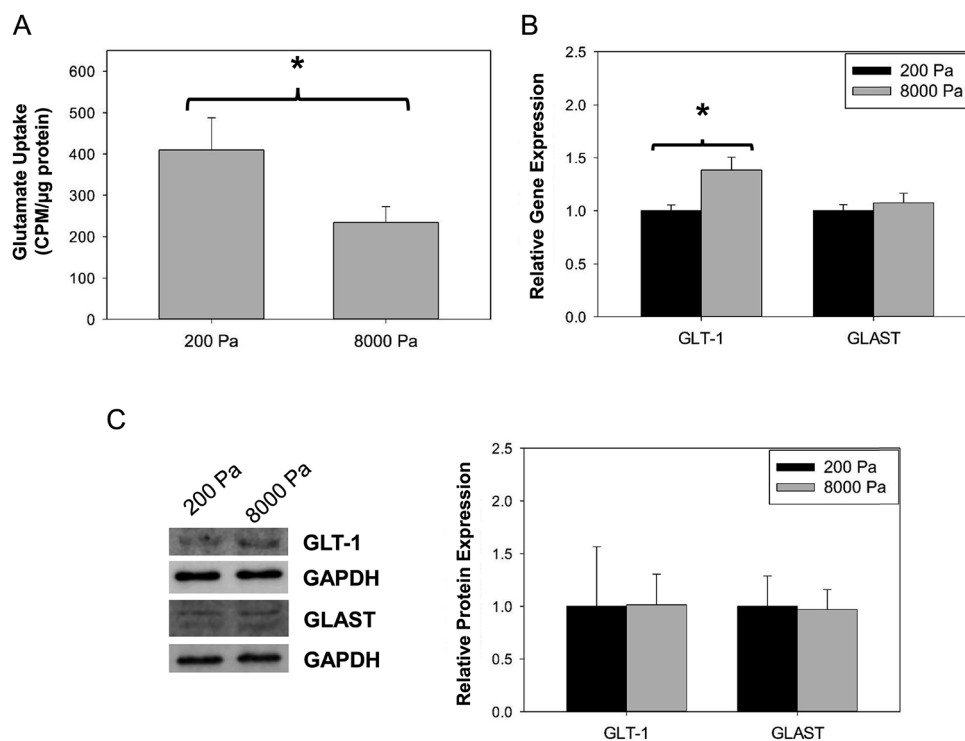 A
Glutamate Uptake
(CPM/µg protein)
600
500
400
300
200
100
0
*
200 Pa
8000 Pa
B
Relative Gene Expression
2.5
2.0
1.5
1.0
0.5
0.0
200 Pa
8000 Pa
*
GLT-1
GLAST
C
200 Pa
8000 Pa
GLT-1
GAPDH
GLAST
GAPDH
Relative Protein Expression
2.5
2.0
1.5
1.0
0.5
0.0
200 Pa
8000 Pa
GLT-1
GLAST